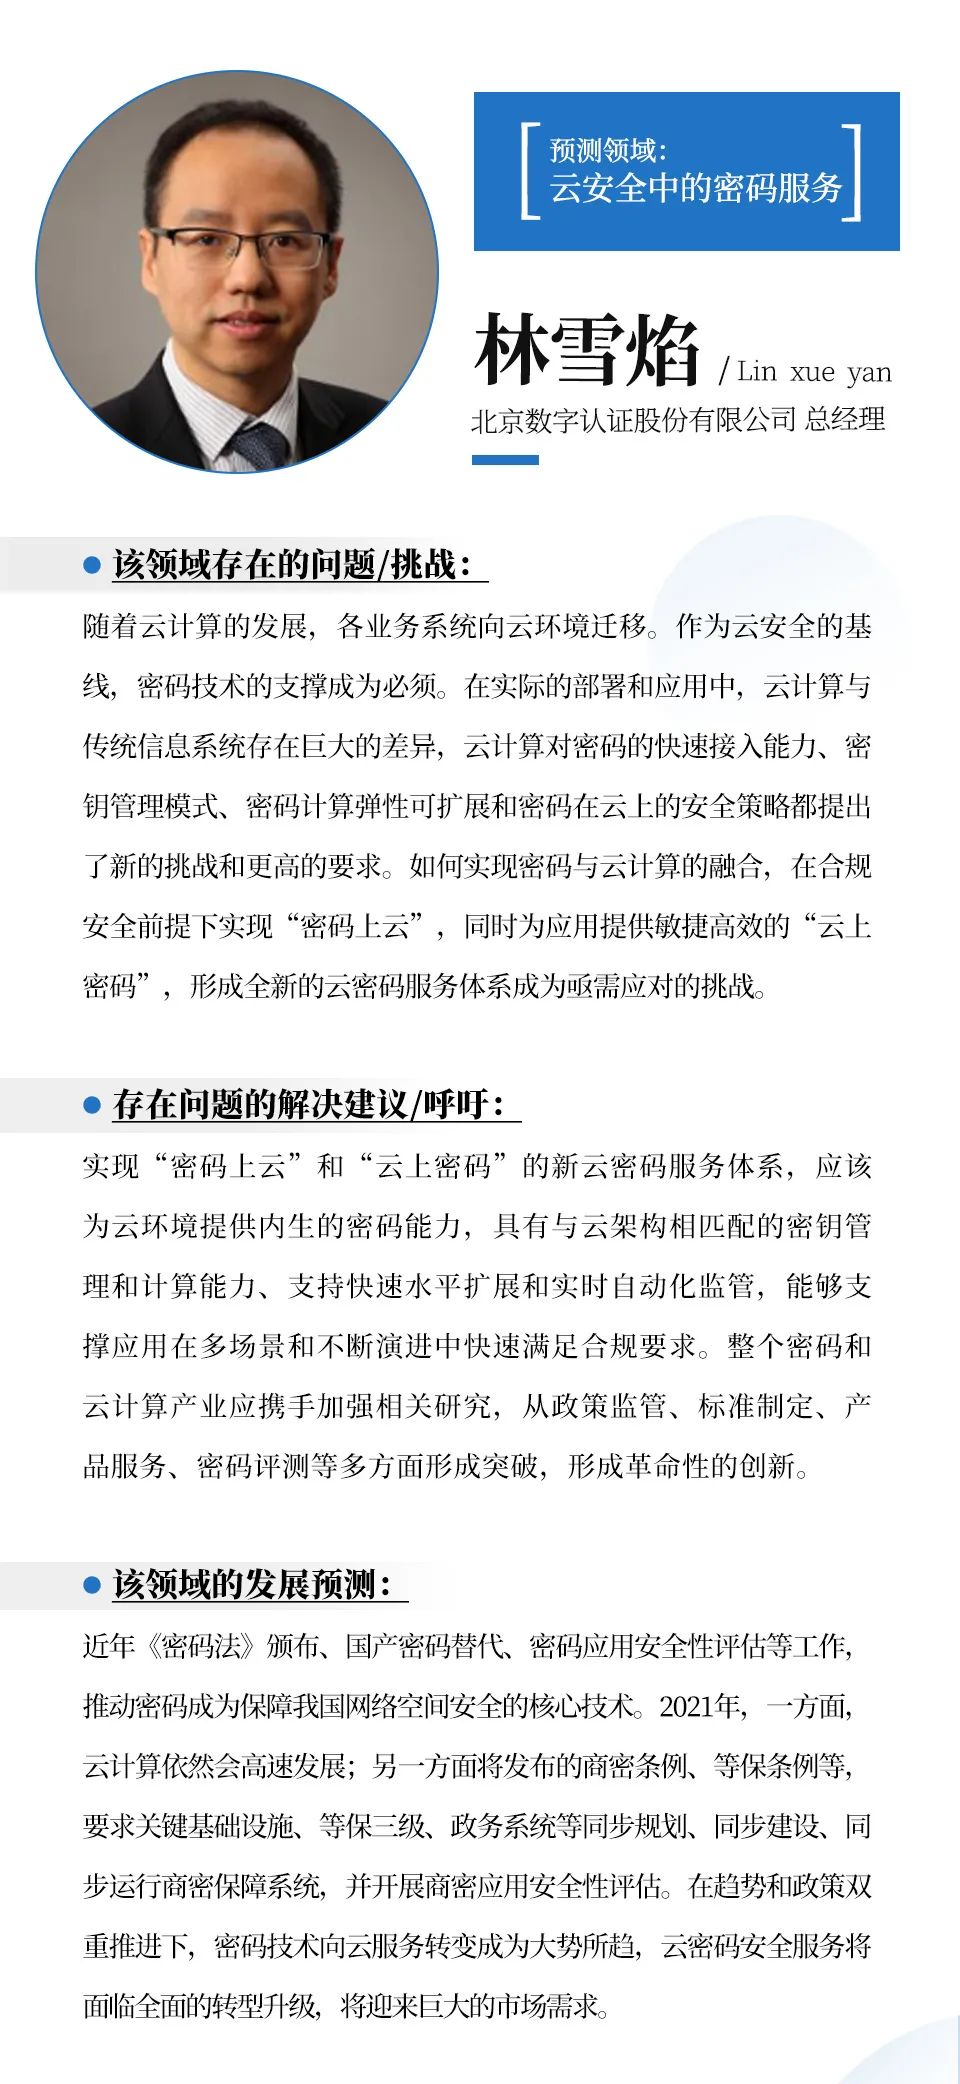 预测领域：
云安全中的密码服务
林雪焰 / Lin xue yan
北京数字认证股份有限公司 总经理
该领域存在的问题/挑战：
随着云计算的发展，各业务系统向云环境迁移。作为云安全的基
线，密码技术的支撑成为必须。在实际的部署和应用中，云计算与
传统信息系统存在巨大的差异，云计算对密码的快速接入能力、密
钥管理模式、密码计算弹性可扩展和密码在云上的安全策略都提出
了新的挑战和更高的要求。如何实现密码与云计算的融合，在合规
安全前提下实现“密码上云”，同时为应用提供敏捷高效的“云上
密码”，形成全新的云密码服务体系成为亟需应对的挑战。
存在问题的解决建议/呼吁：
实现“密码上云”和“云上密码”的新云密码服务体系，应该
为云环境提供内生的密码能力，具有与云架构相匹配的密钥管
理和计算能力、支持快速水平扩展和实时自动化监管，能够支
撑应用在多场景和不断演进中快速满足合规要求。整个密码和
云计算产业应携手加强相关研究，从政策监管、标准制定、产
品服务、密码评测等多方面形成突破，形成革命性的创新。
该领域的发展预测：
近年《密码法》颁布、国产密码替代、密码应用安全性评估等工作，
推动密码成为保障我国网络空间安全的核心技术。2021年，一方面，
云计算依然会高速发展；另一方面将发布的商密条例、等保条例等，
要求关键基础设施、等保三级、政务系统等同步规划、同步建设、同
步运行商密保障系统，并开展商密应用安全性评估。在趋势和政策双
重推进下，密码技术向云服务转变成为大势所趋，云密码安全服务将
面临全面的转型升级，将迎来巨大的市场需求。